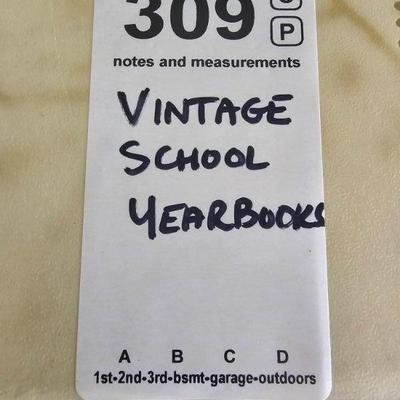 309
P
notes and measurements
VINTAGE
SCHOOL
YEARBOOKS
A B C D
1st-2nd-3rd-bsmt-garage-outdoors